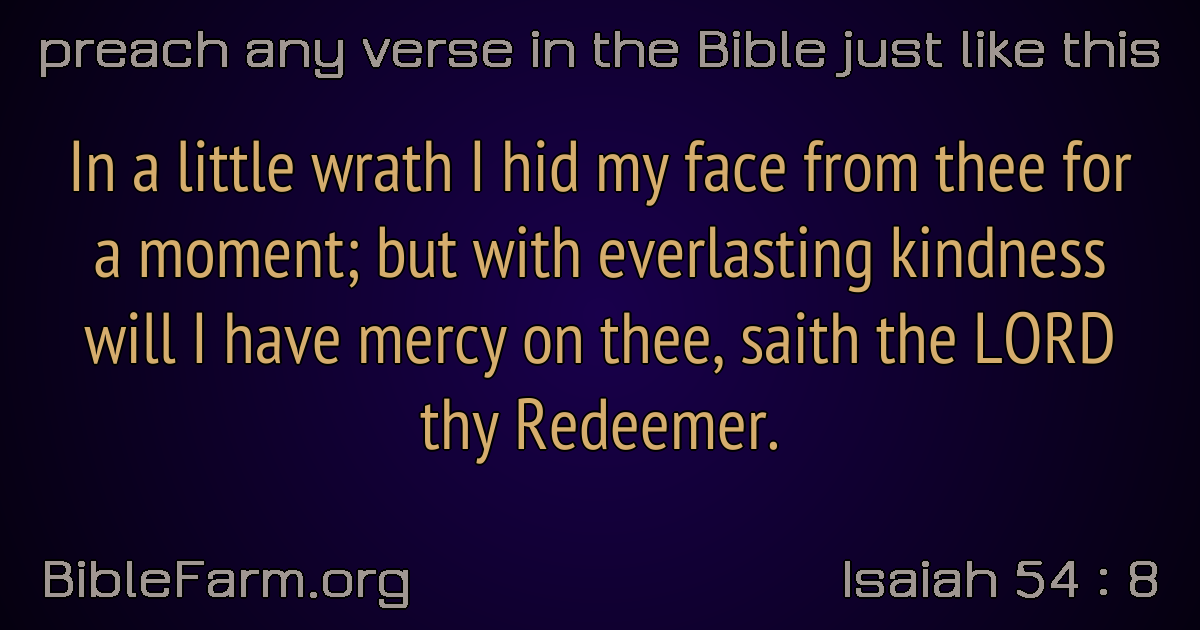 preach any verse in the Bible just like this
In a little wrath I hid my face from thee for
a moment; but with everlasting kindness
will I have mercy on thee, saith the LORD
thy Redeemer.
BibleFarm.org
Isaiah 54 : 8